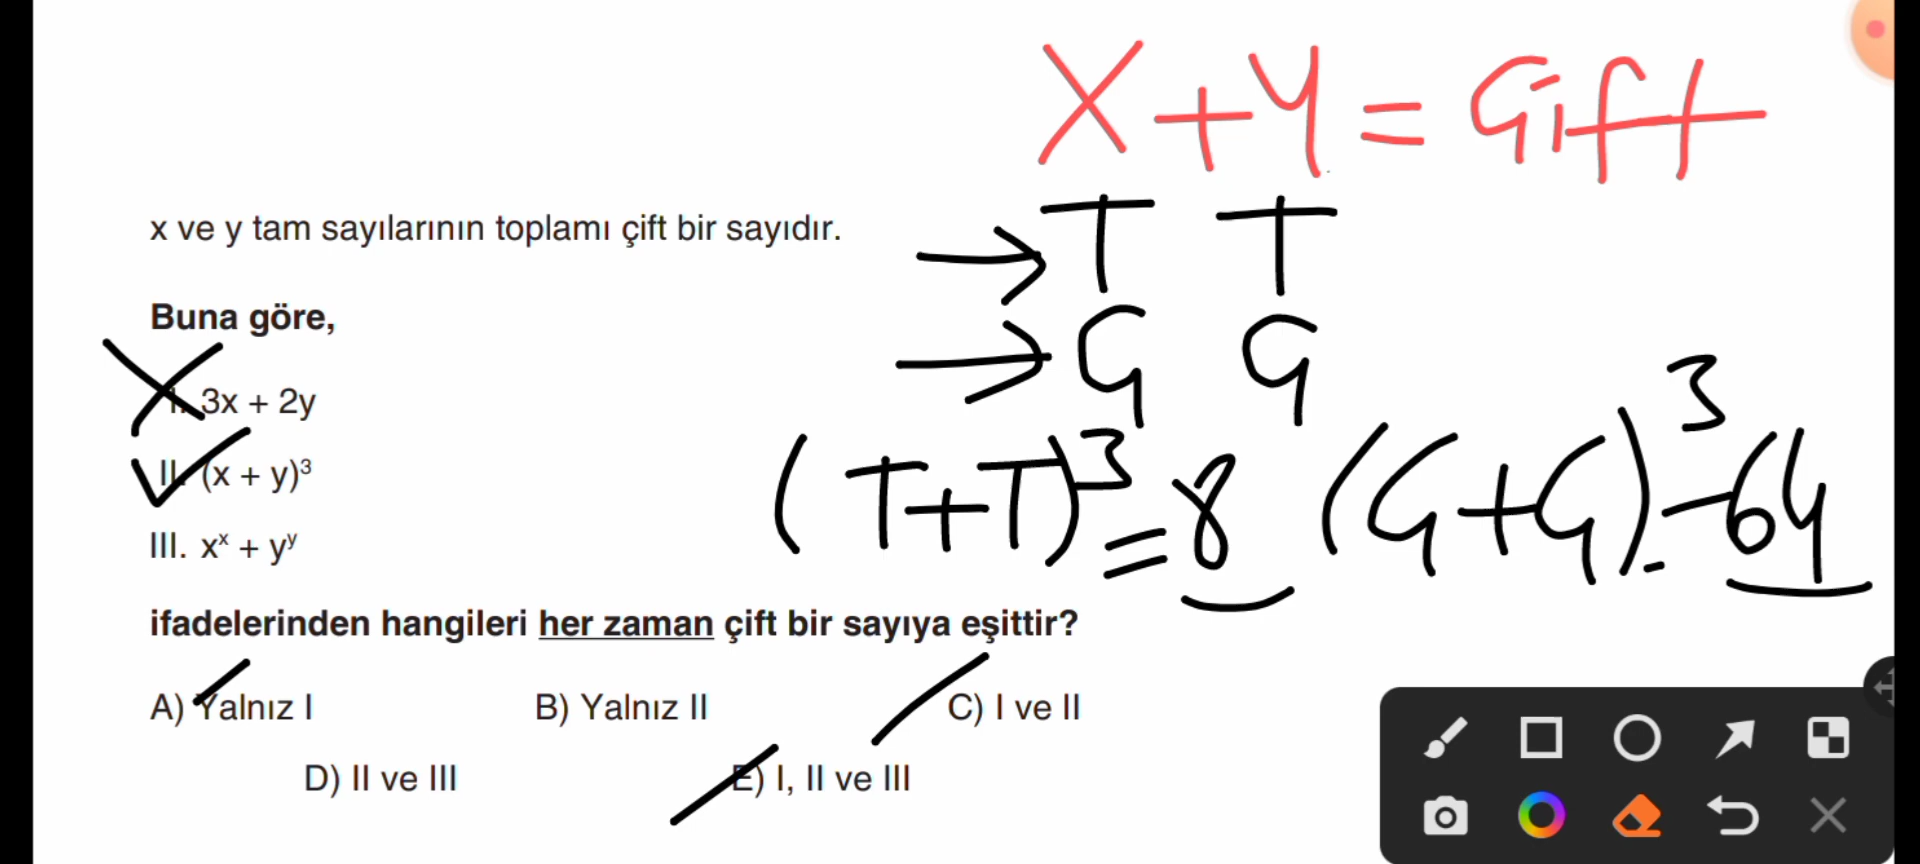 X+Y=Çift
x ve y tam sayılarının toplamı çift bir sayıdır.
→ T T
Buna göre,
→ Ç Ç
I. 3x + 2y
II. (x + y)³
(T+T)³=8 (Ç+Ç)³=64
III. xˣ + yʸ
ifadelerinden hangileri her zaman çift bir sayıya eşittir?
A) Yalnız I B) Yalnız II C) I ve II
D) II ve III E) I, II ve III